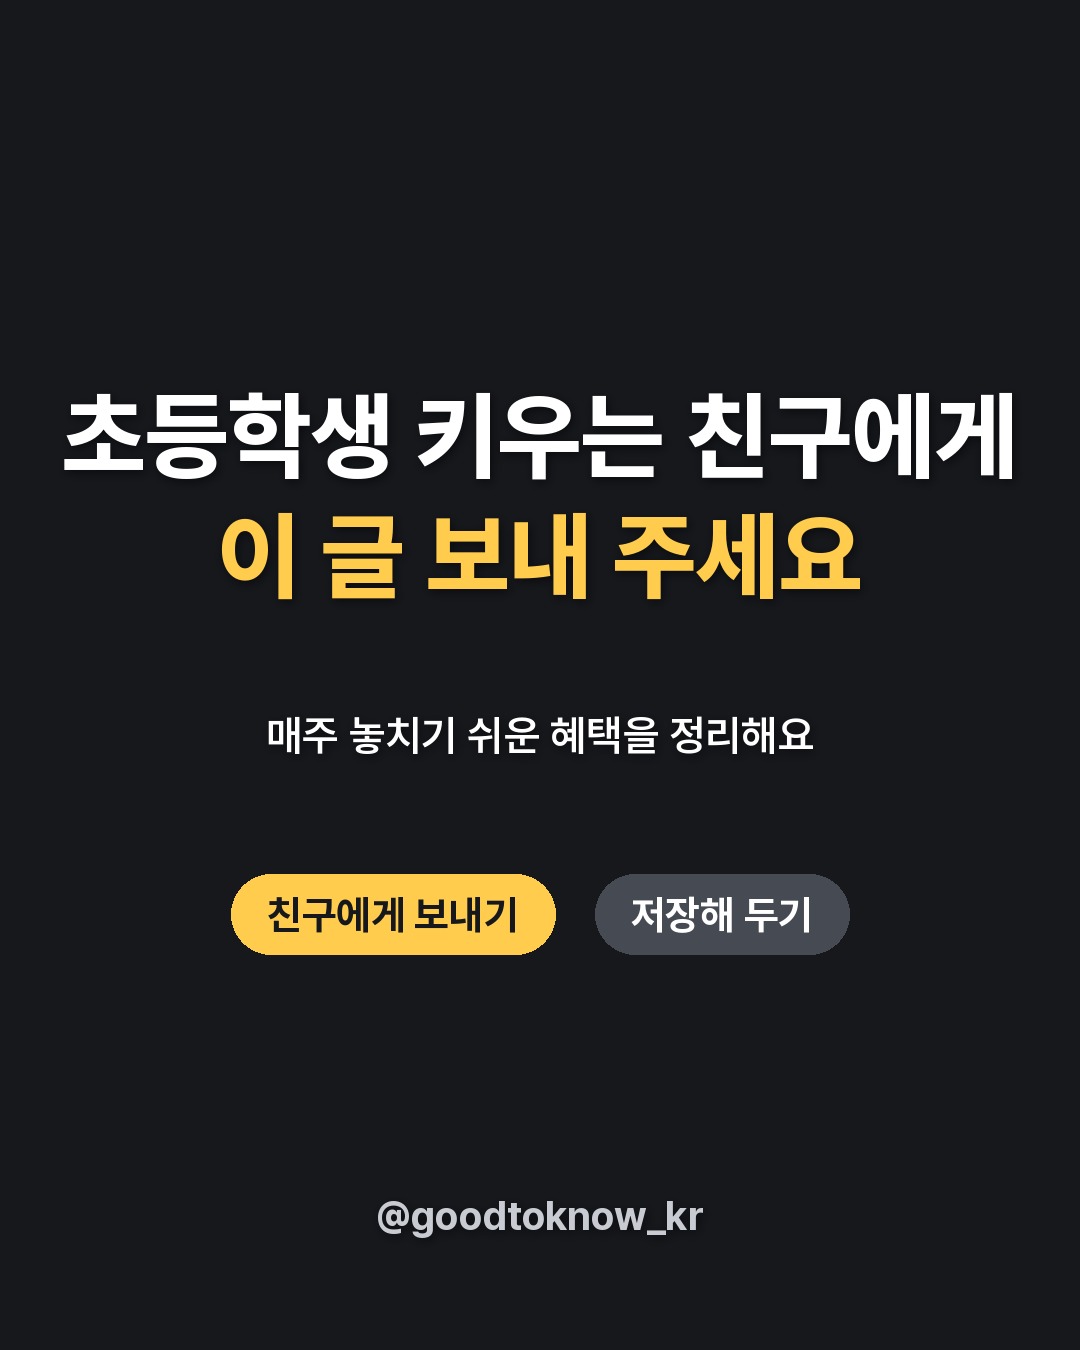 초등학생 키우는 친구에게
이 글 보내 주세요
매주 놓치기 쉬운 혜택을 정리해요
친구에게 보내기
저장해 두기
@goodtoknow_kr